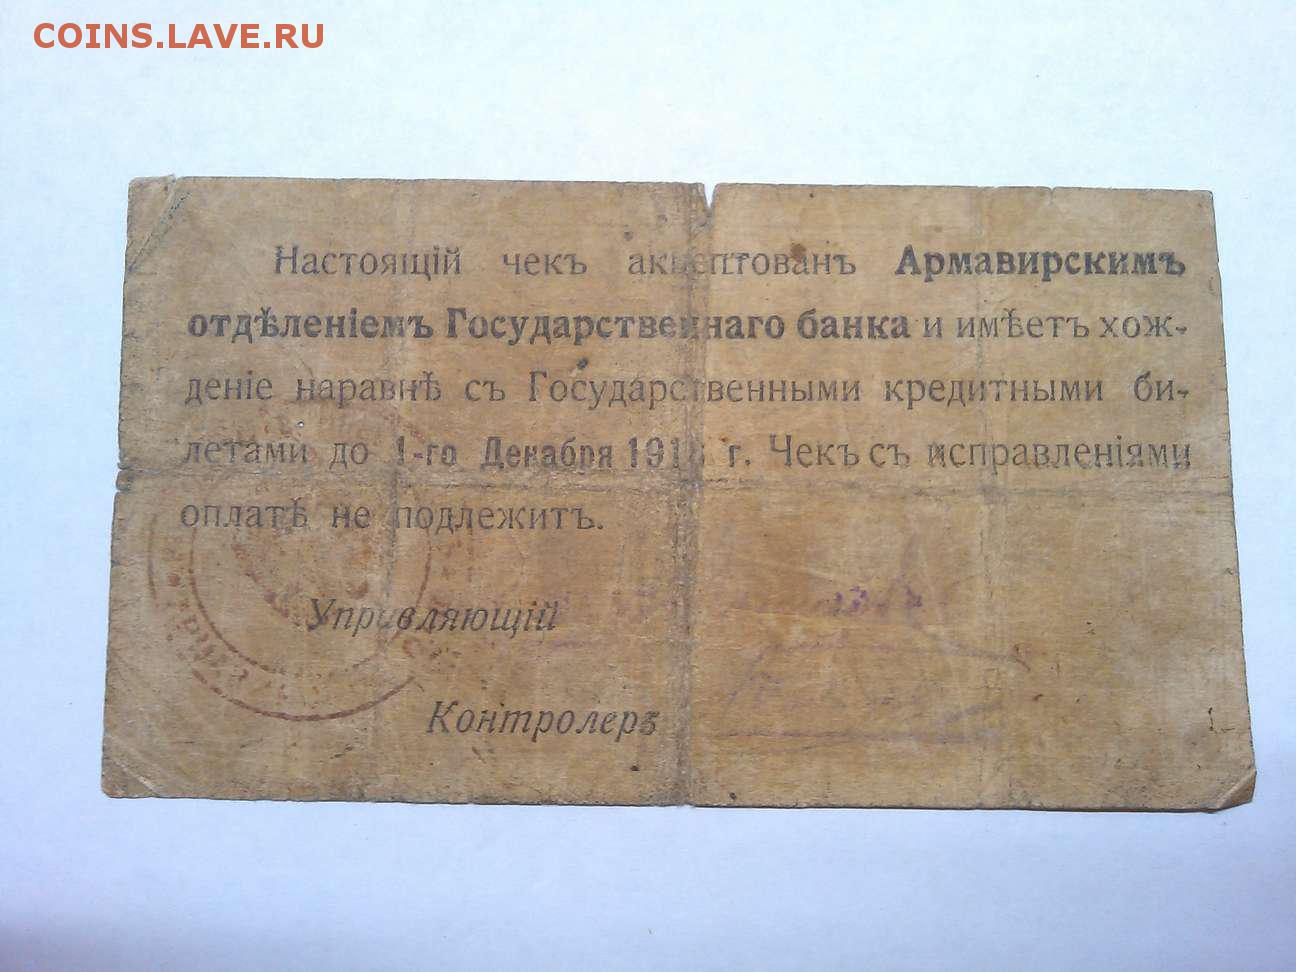 COINS.LAVE.RU
Настоящій чекъ акцептованъ Армавирскимъ
отдѣленіемъ Государственнаго банка и имѣетъ хож-
деніе наравнѣ съ Государственными кредитными би-
летами до 1-го Декабря 1918 г. Чекъ съ исправленіями
оплатѣ не подлежитъ.
Управляющій
Контролеръ